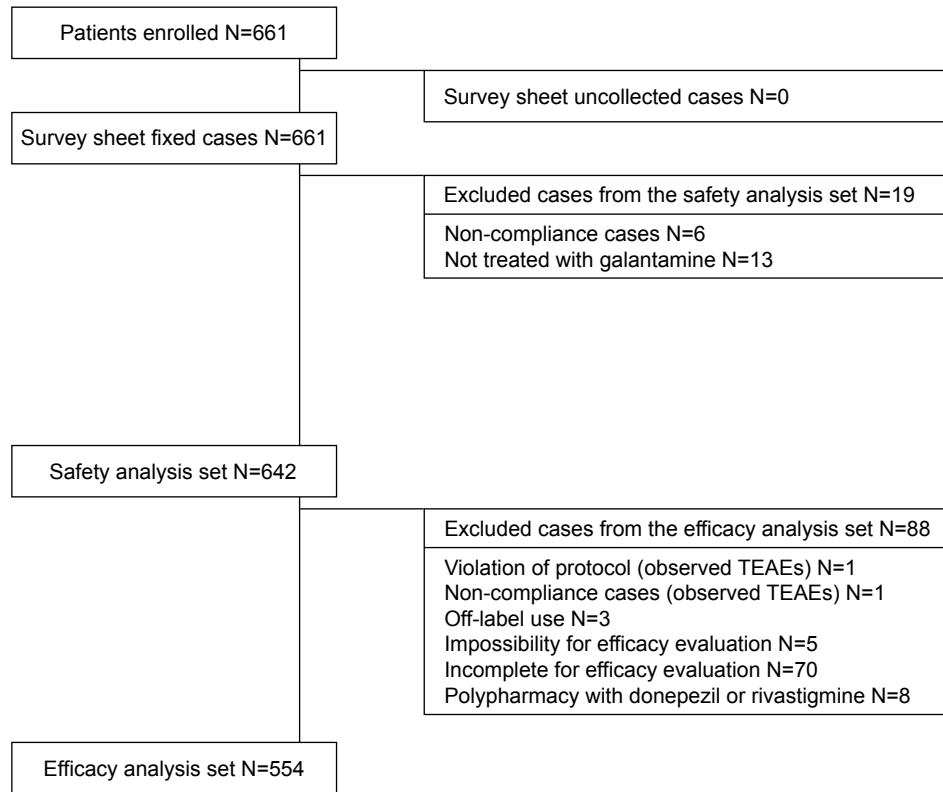 Patients enrolled N=661
Survey sheet uncollected cases N=0
Survey sheet fixed cases N=661
Excluded cases from the safety analysis set N=19
Non-compliance cases N=6
Not treated with galantamine N=13
Safety analysis set N=642
Excluded cases from the efficacy analysis set N=88
Violation of protocol (observed TEAEs) N=1
Non-compliance cases (observed TEAEs) N=1
Off-label use N=3
Impossibility for efficacy evaluation N=5
Incomplete for efficacy evaluation N=70
Polypharmacy with donepezil or rivastigmine N=8
Efficacy analysis set N=554